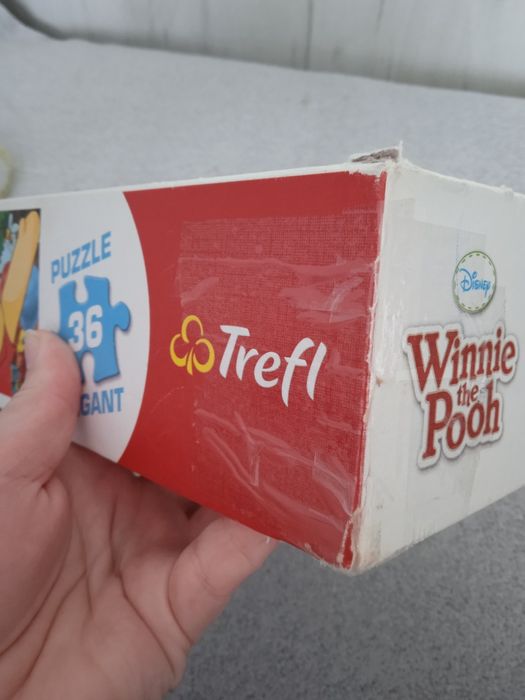 PUZZLE
36
GANT
Trefl
Disney
Winnie
the
Pooh